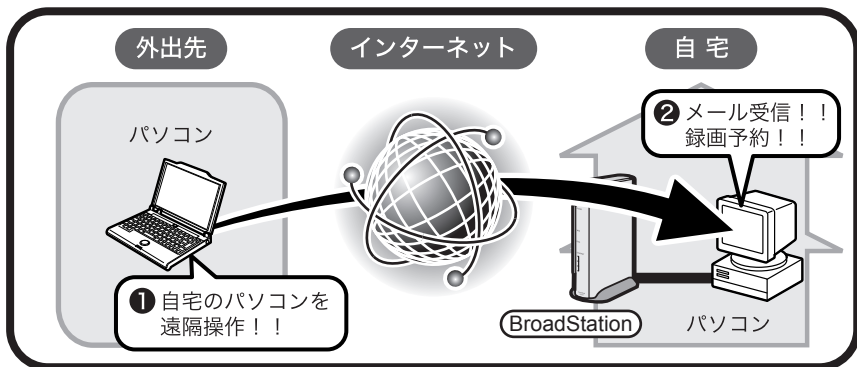 外出先
インターネット
自 宅
パソコン
❶ 自宅のパソコンを
遠隔操作！！
❷ メール受信！！
録画予約！！
BroadStation
パソコン